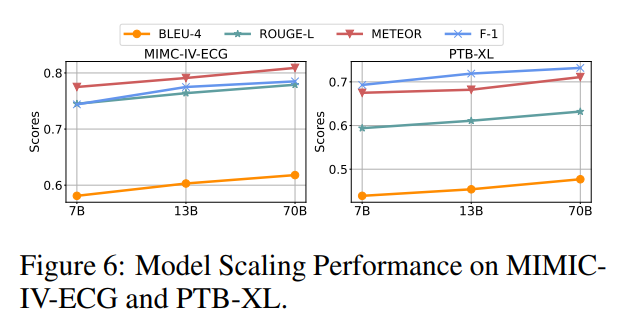 BLEU-4 ROUGE-L METEOR F-1
MIMC-IV-ECG PTB-XL
Scores
0.8
0.7
0.6
7B 13B 70B
Scores
0.7
0.6
0.5
7B 13B 70B
Figure 6: Model Scaling Performance on MIMIC-
IV-ECG and PTB-XL.